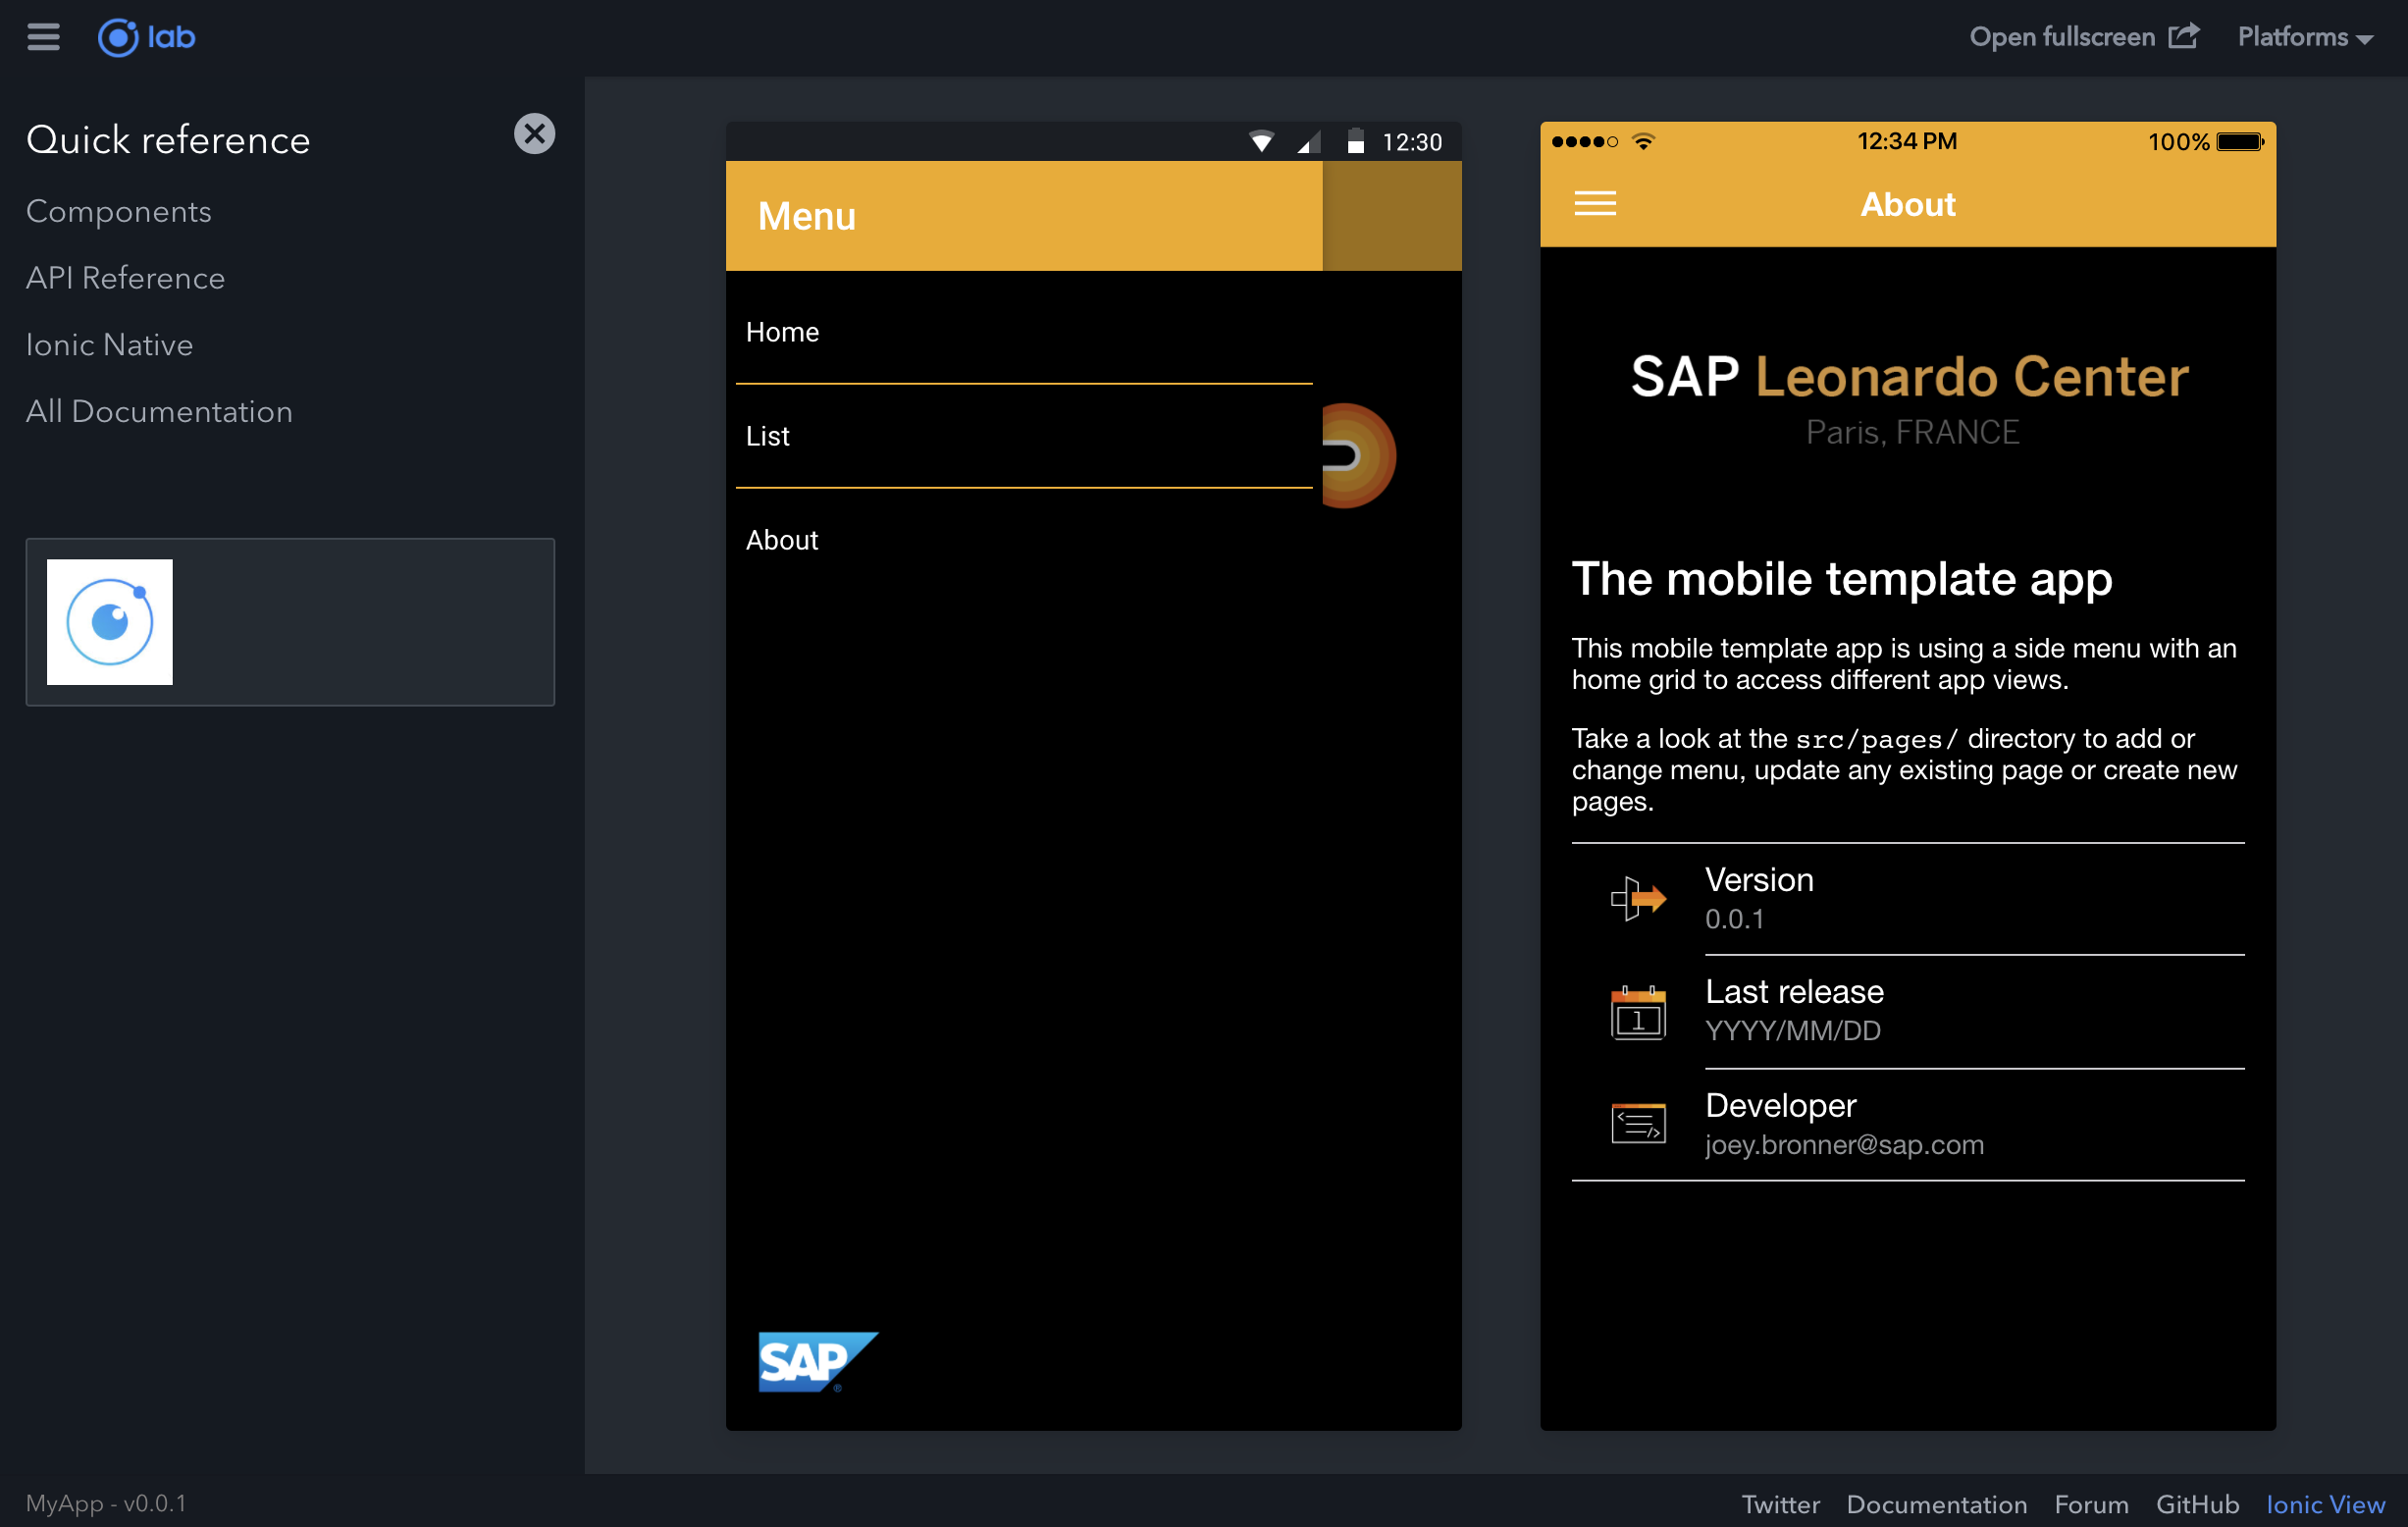 lab
Open fullscreen
Platforms
Quick reference
Components
API Reference
Ionic Native
All Documentation
12:30
Menu
Home
List
About
SAP
®
12:34 PM
100%
About
SAP Leonardo Center
Paris, FRANCE
The mobile template app
This mobile template app is using a side menu with an
home grid to access different app views.
Take a look at the src/pages/ directory to add or
change menu, update any existing page or create new
pages.
Version
0.0.1
1
Last release
YYYY/MM/DD
Developer
joey.bronner@sap.com
MyApp - v0.0.1
Twitter
Documentation
Forum
GitHub
Ionic View